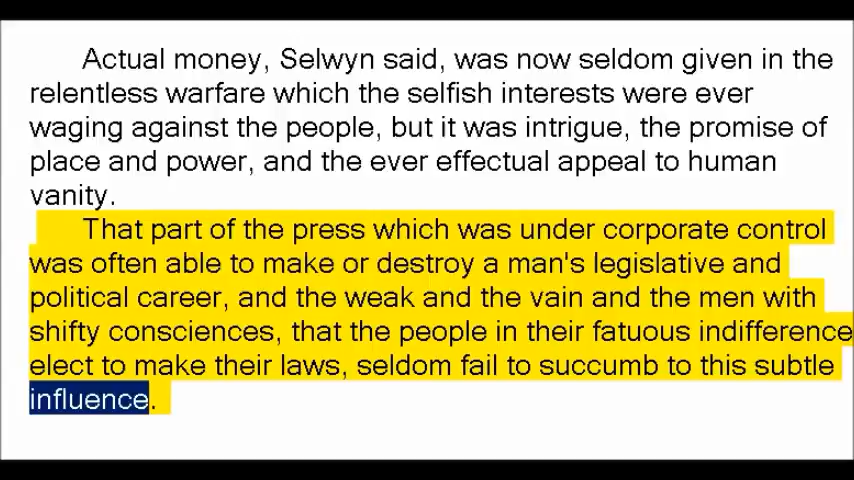 Actual money, Selwyn said, was now seldom given in the
relentless warfare which the selfish interests were ever
waging against the people, but it was intrigue, the promise of
place and power, and the ever effectual appeal to human
vanity.
That part of the press which was under corporate control
was often able to make or destroy a man's legislative and
political career, and the weak and the vain and the men with
shifty consciences, that the people in their fatuous indifference
elect to make their laws, seldom fail to succumb to this subtle
influence.